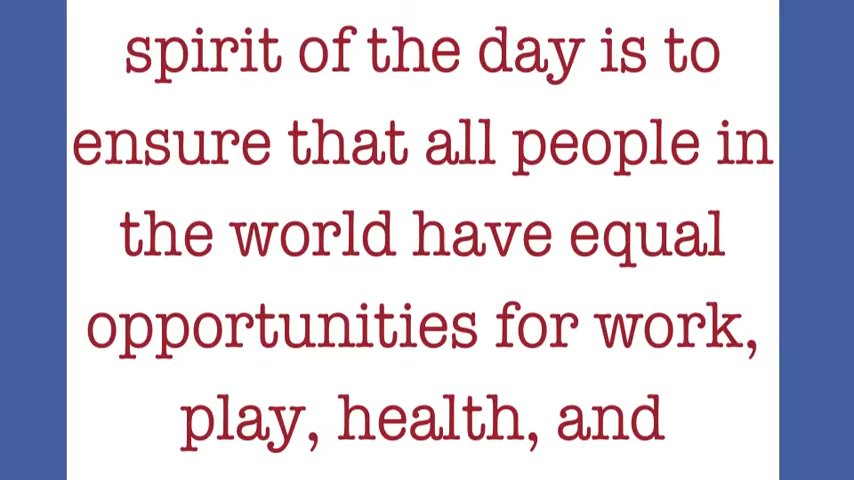 spirit of the day is to
ensure that all people in
the world have equal
opportunities for work,
play, health, and